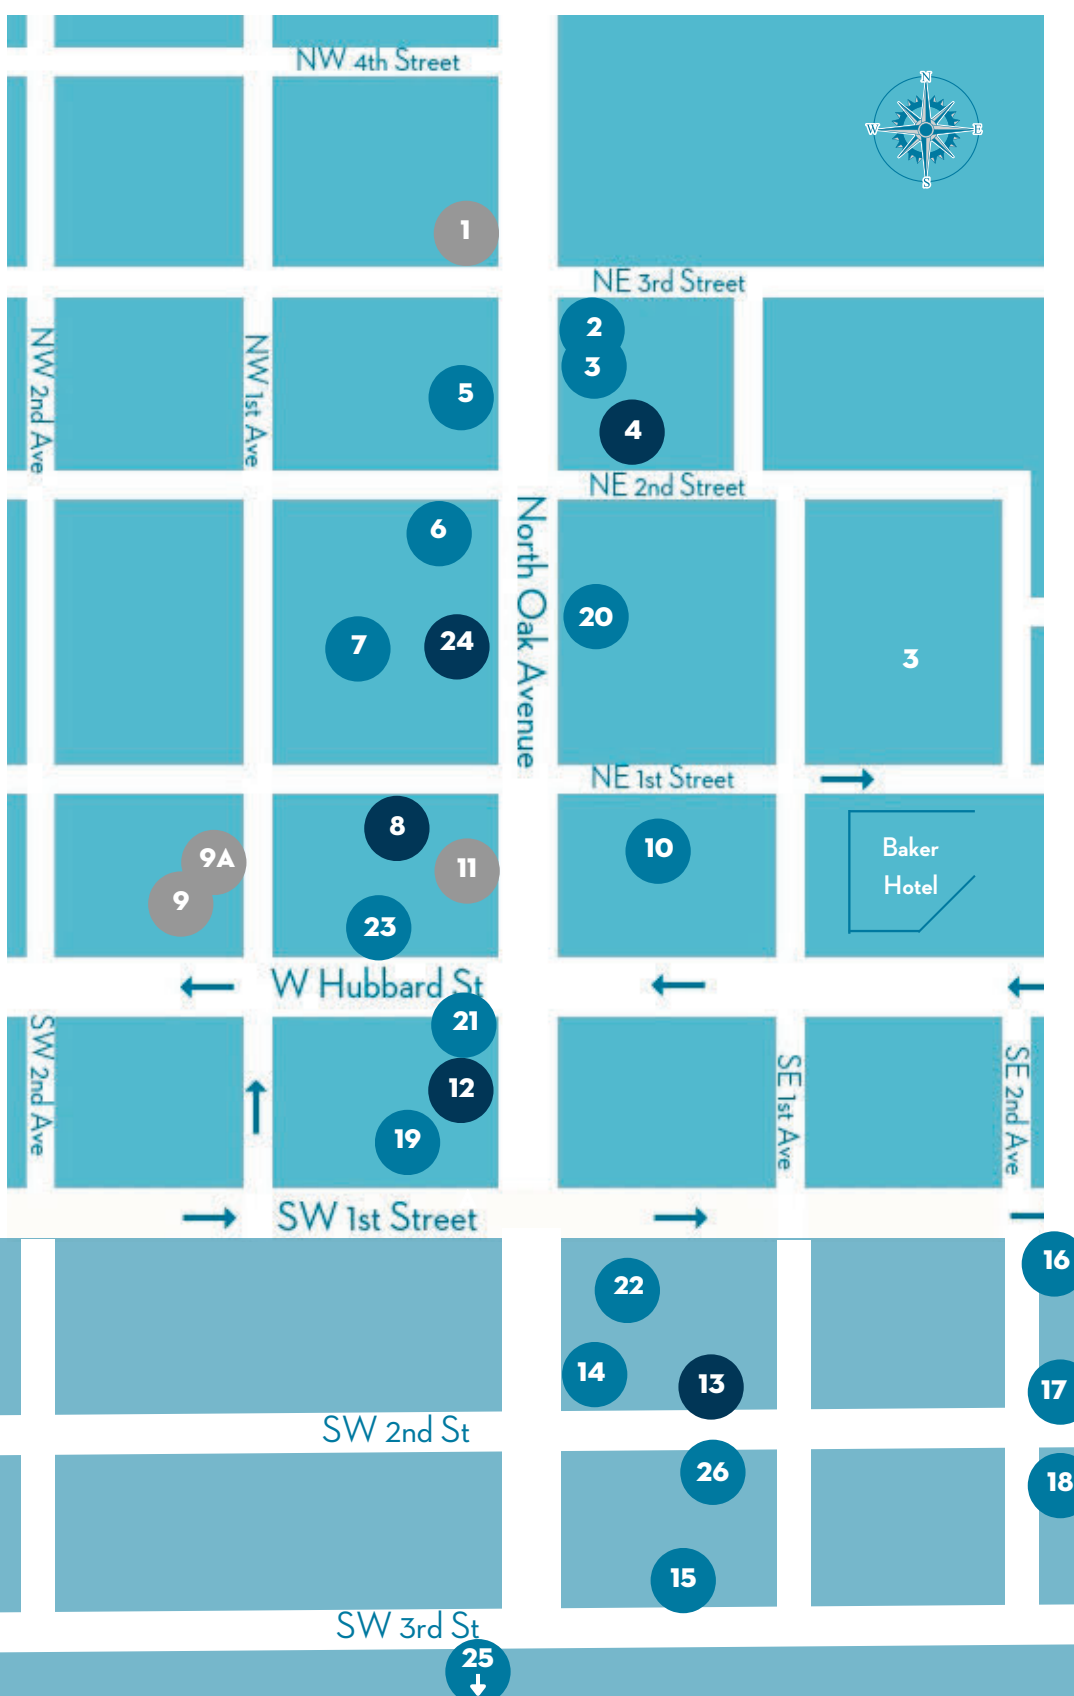 NW 4th Street
N
W
E
S
1
NE 3rd Street
2
3
NW 2nd Ave
NW 1st Ave
5
4
NE 2nd Street
North Oak Avenue
6
20
7
24
3
NE 1st Street
8
10
Baker
Hotel
9A
11
9
23
W Hubbard St
21
SW 2nd Ave
SE 1st Ave
SE 2nd Ave
12
19
SW 1st Street
16
22
14
13
17
SW 2nd St
26
18
15
SW 3rd St
25